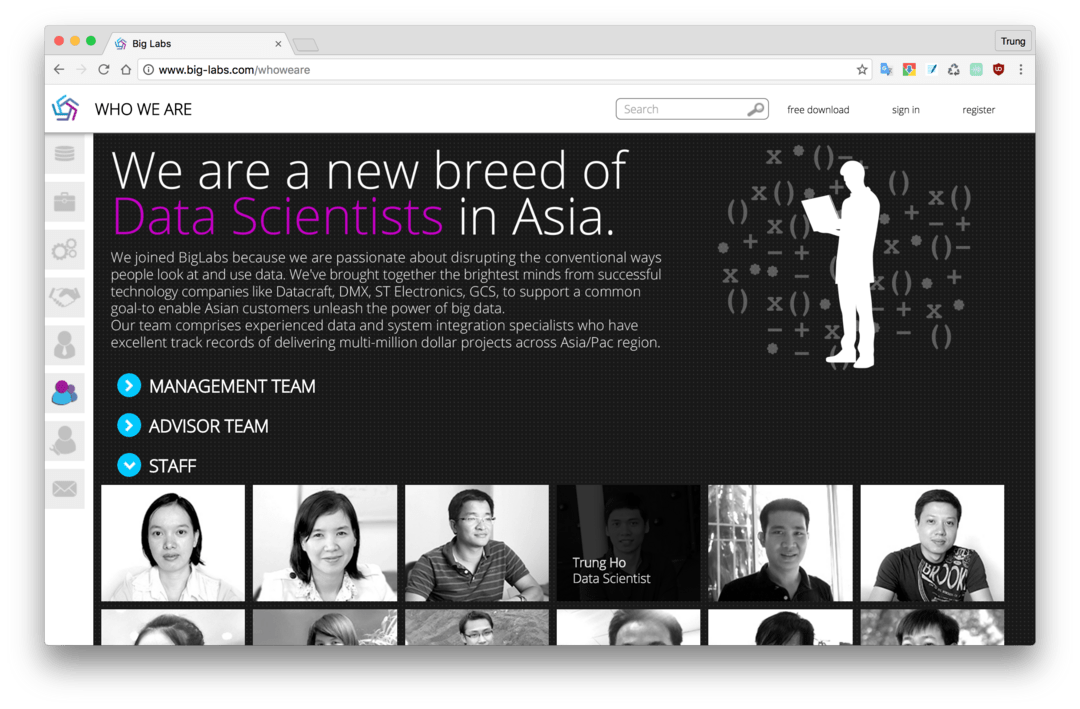 Big Labs
Trung
www.big-labs.com/whoweare
WHO WE ARE
Search
free download
sign in
register
We are a new breed of
Data Scientists in Asia.
We joined BigLabs because we are passionate about disrupting the conventional ways
people look at and use data. We've brought together the brightest minds from successful
technology companies like Datacraft, DMX, ST Electronics, GCS, to support a common
goal-to enable Asian customers unleash the power of big data.
Our team comprises experienced data and system integration specialists who have
excellent track records of delivering multi-million dollar projects across Asia/Pac region.
MANAGEMENT TEAM
ADVISOR TEAM
STAFF
Trung Ho
Data Scientist